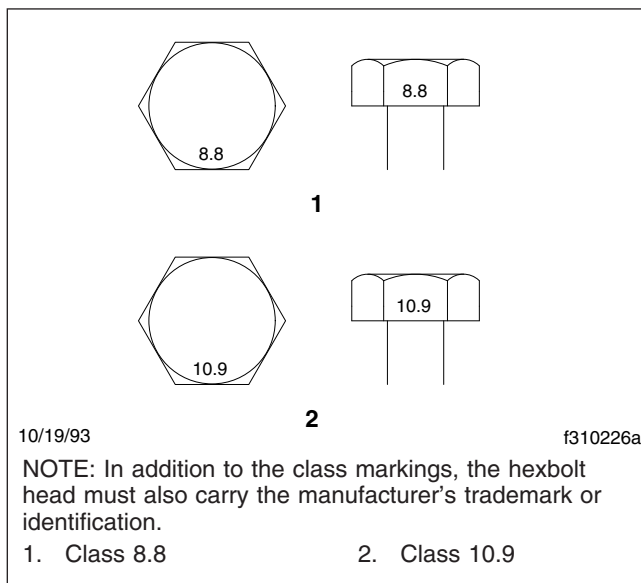 8.8
8.8
1
10.9
10.9
2
10/19/93
f310226a
NOTE: In addition to the class markings, the hexbolt
head must also carry the manufacturer's trademark or
identification.
1. Class 8.8
2. Class 10.9